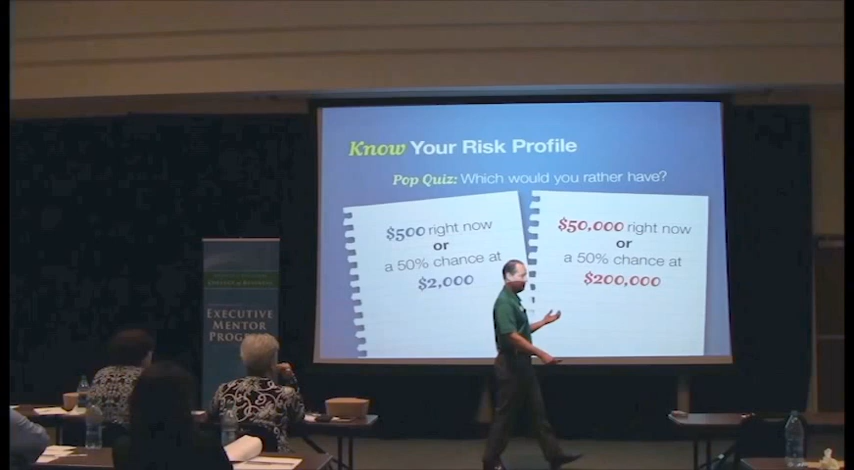 Know Your Risk Profile
Pop Quiz: Which would you rather have?
$500 right now
or
a 50% chance at
$2,000
$50,000 right now
or
a 50% chance at
$200,000
EXECUTIVE
MENTOR
PROGRAM